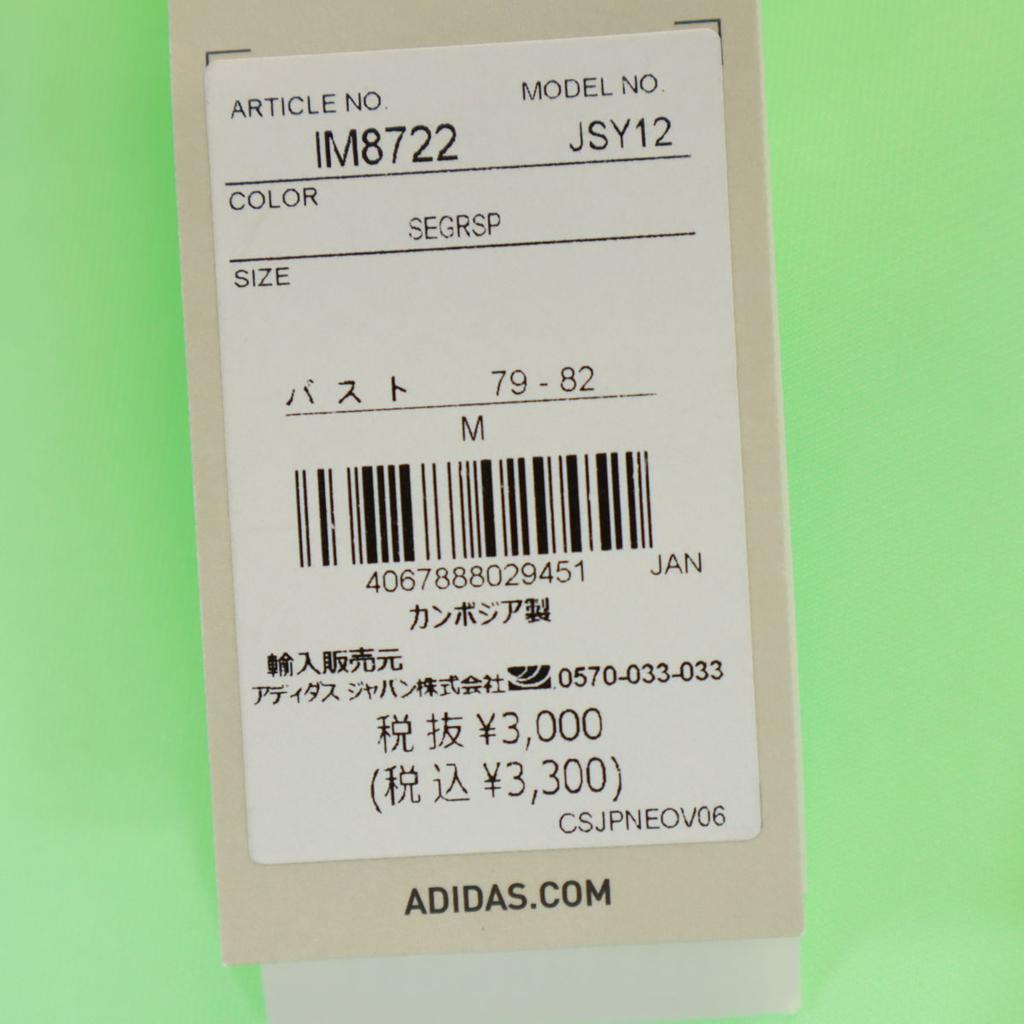 ARTICLE NO. MODEL NO.
IM8722 JSY12
COLOR
SEGRSP
SIZE
バスト 79 - 82
M
4067888029451 JAN
カンボジア製
輸入販売元
アディダス ジャパン株式会社 0570-033-033
税抜 ¥3,000
(税込 ¥3,300)
CSJPNEOV06
ADIDAS.COM